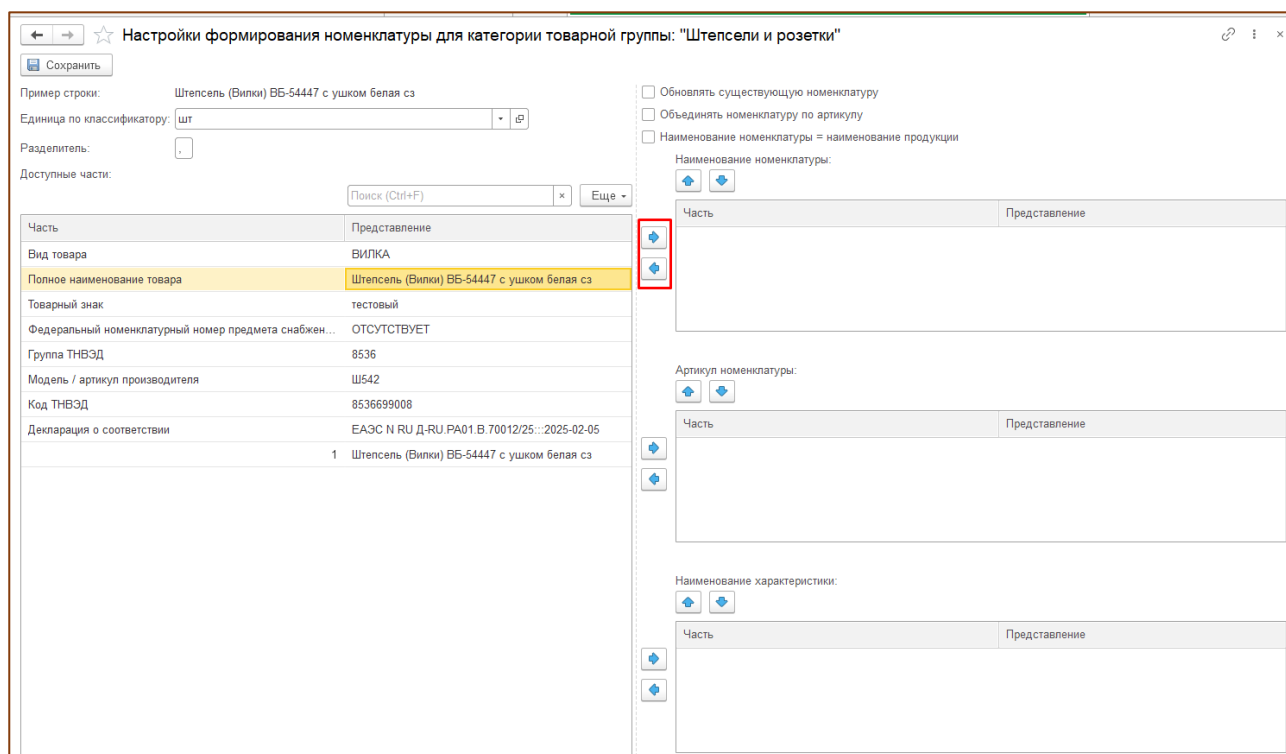 Настройки формирования номенклатуры для категории товарной группы: "Штепсели и розетки"
Сохранить
Пример строки: Штепсель (Вилки) ВБ-54447 с ушком белая сз
Единица по классификатору: шт
Разделитель: ,
Доступные части:
Поиск (Ctrl+F) × Еще
Часть Представление
Вид товара ВИЛКА
Полное наименование товара Штепсель (Вилки) ВБ-54447 с ушком белая сз
Товарный знак тестовый
Федеральный номенклатурный номер предмета снабжен... ОТСУТСТВУЕТ
Группа ТНВЭД 8536
Модель / артикул производителя Ш542
Код ТНВЭД 8536699008
Декларация о соответствии ЕАЭС N RU Д-RU.РА01.В.70012/25:::2025-02-05
1 Штепсель (Вилки) ВБ-54447 с ушком белая сз
Обновлять существующую номенклатуру
Объединять номенклатуру по артикулу
Наименование номенклатуры = наименование продукции
Наименование номенклатуры:
Часть Представление
Артикул номенклатуры:
Часть Представление
Наименование характеристики:
Часть Представление